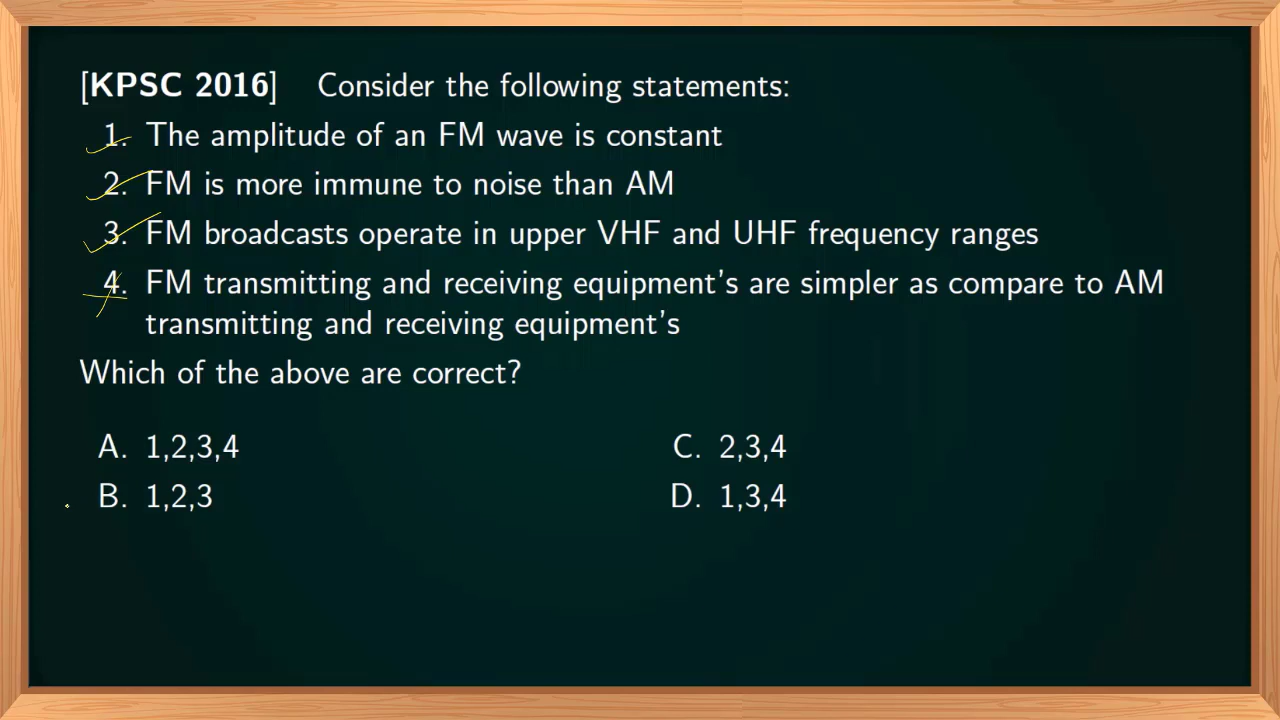 [KPSC 2016] Consider the following statements:
1. The amplitude of an FM wave is constant
2. FM is more immune to noise than AM
3. FM broadcasts operate in upper VHF and UHF frequency ranges
4. FM transmitting and receiving equipment's are simpler as compare to AM
transmitting and receiving equipment's
Which of the above are correct?
A. 1,2,3,4
B. 1,2,3
C. 2,3,4
D. 1,3,4